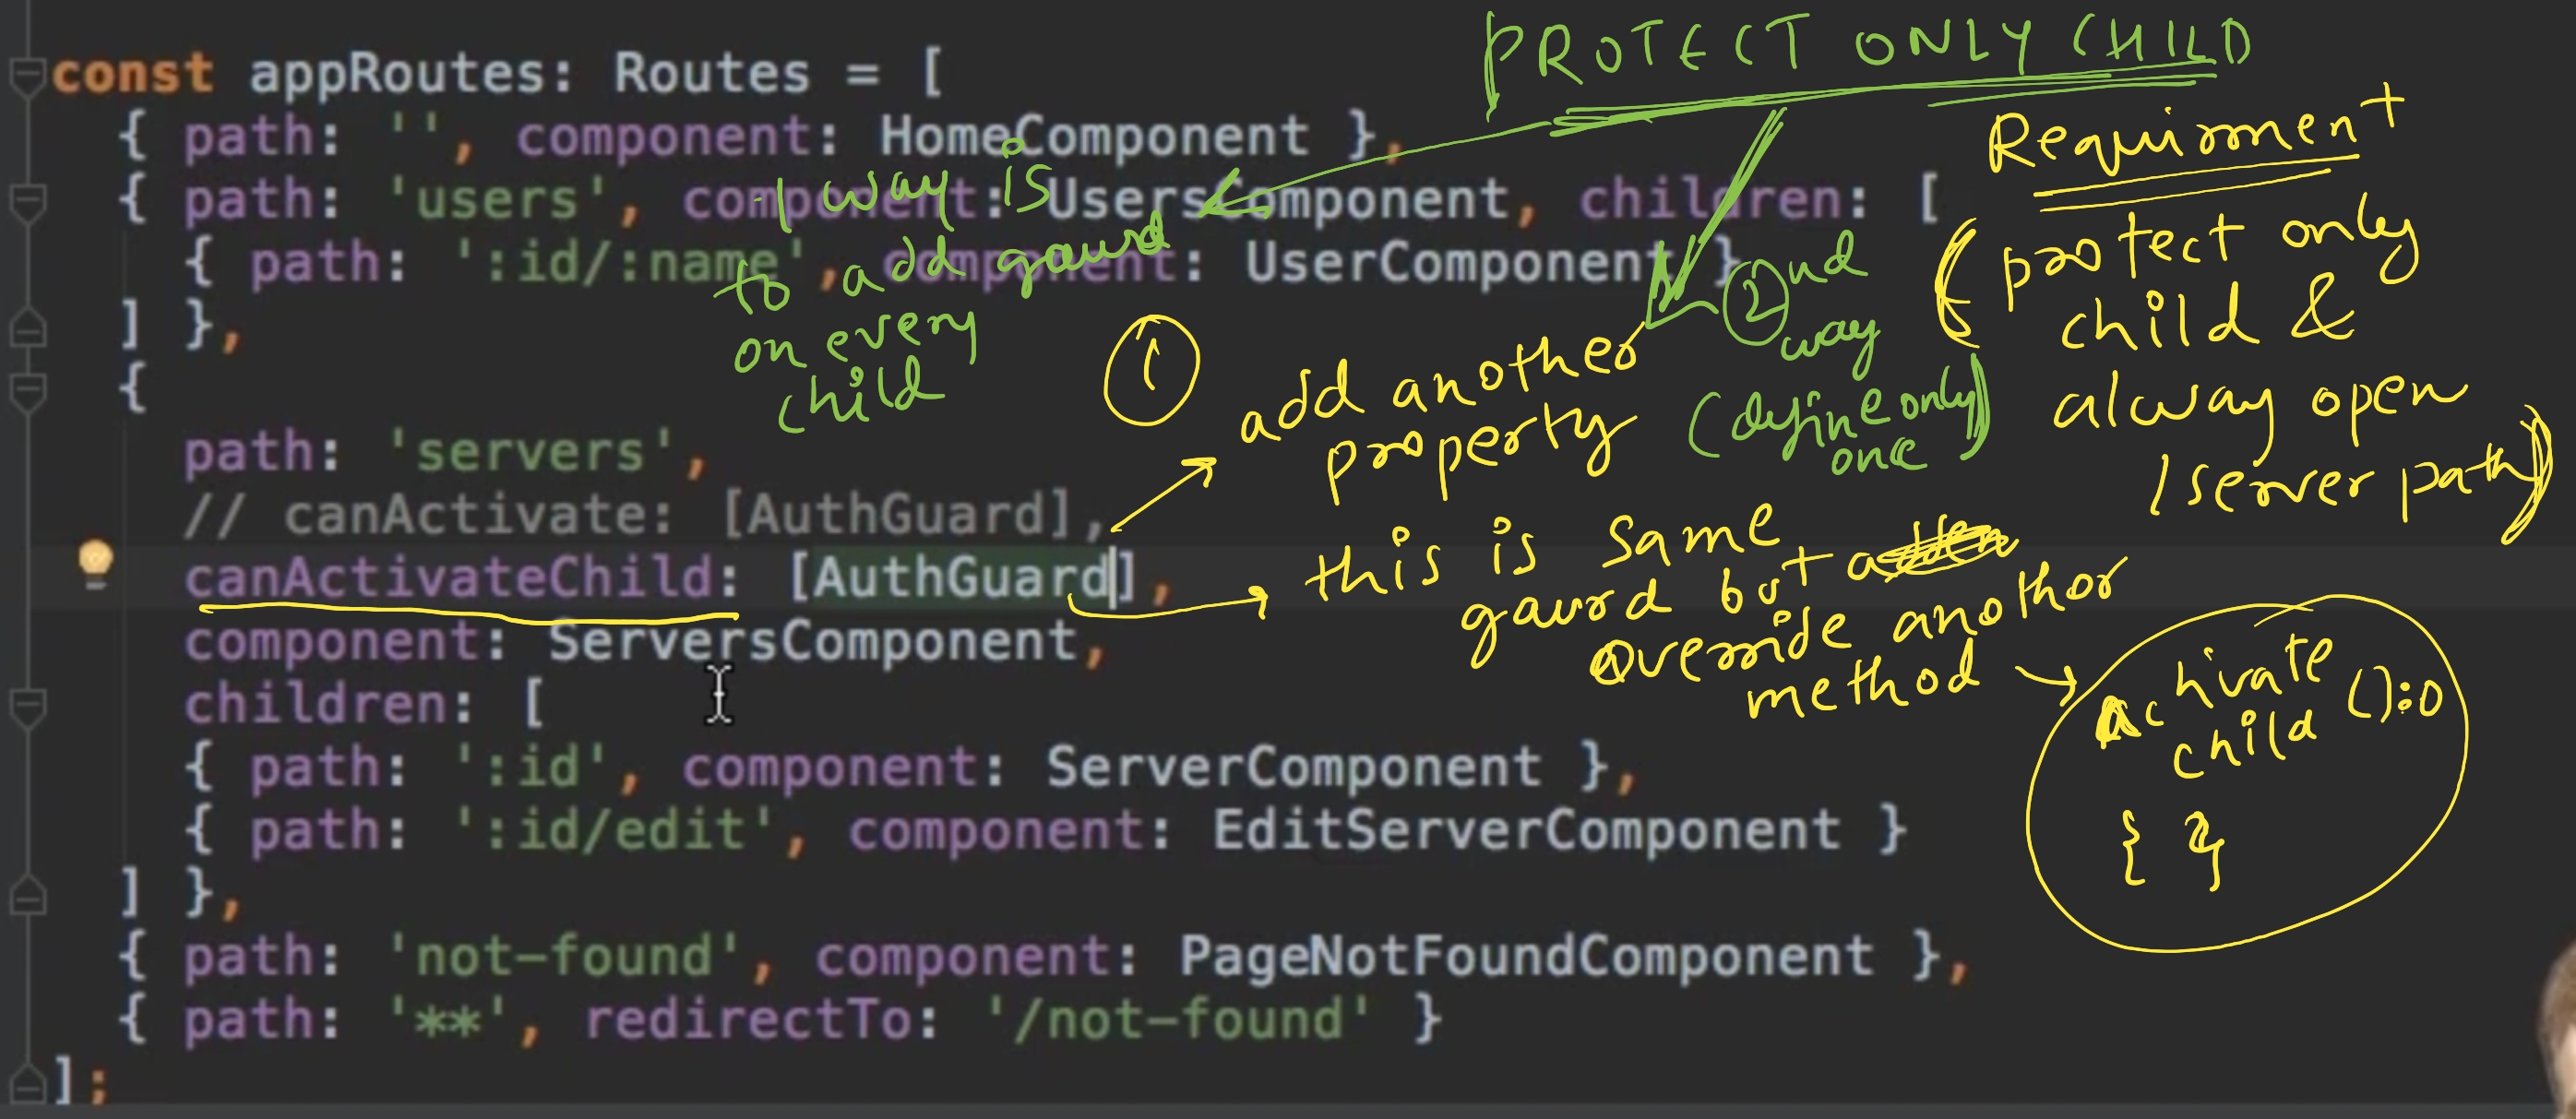 PROTECT ONLY CHILD
const appRoutes: Routes = [
{ path: '', component: HomeComponent },
{ path: 'users', component: UsersComponent, children: [
{ path: ':id/:name', component: UserComponent }
] },
{
path: 'servers',
// canActivate: [AuthGuard],
canActivateChild: [AuthGuard],
component: ServersComponent,
children: [
{ path: ':id', component: ServerComponent },
{ path: ':id/edit', component: EditServerComponent }
] },
{ path: 'not-found', component: PageNotFoundComponent },
{ path: '**', redirectTo: '/not-found' }
];
1 way is
to add gaurd
on every
child
2nd
way
(define only
one)
Requirment
(protect only
child &
alway open
/server path)
1
add another
property
this is same
gaurd but
override another
method
Activate
child ():0
{ }